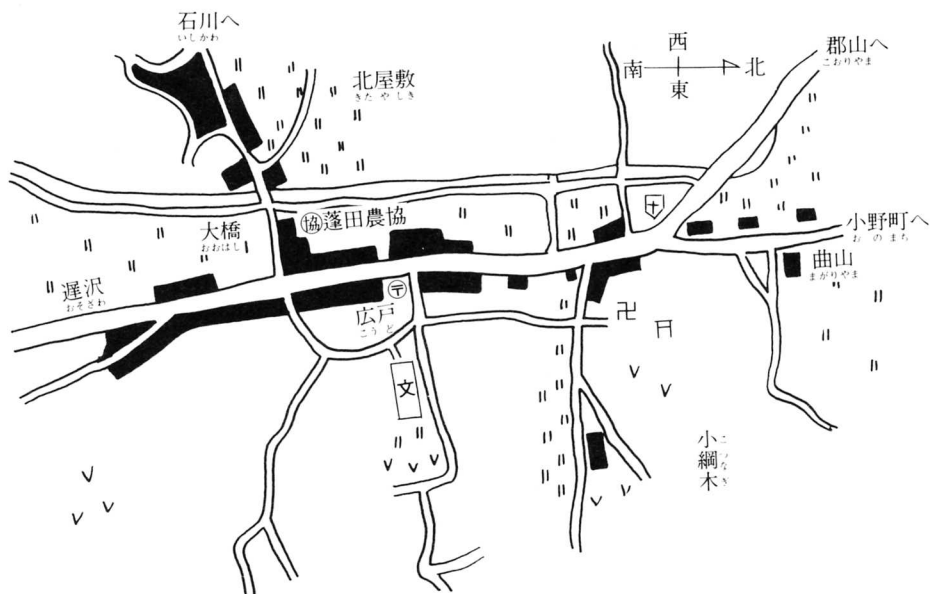 石川へ
いしかわ
西
南
北
東
郡山へ
こおりやま
北屋敷
きたやしき
大橋
おおはし
協 蓬田農協
小野町へ
おのまち
曲山
まがりやま
遅沢
おそざわ
〒
広戸
こうど
卍
文
小綱木
こつなぎ